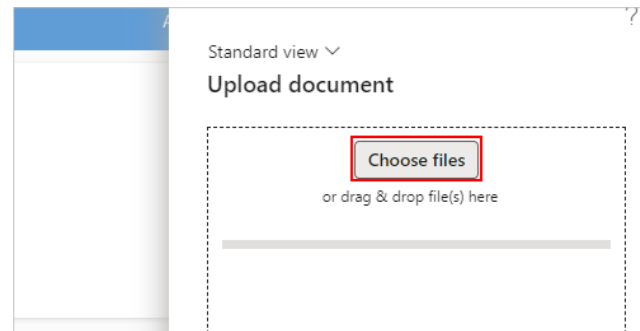 ?
Standard view
Upload document
Choose files
or drag & drop file(s) here